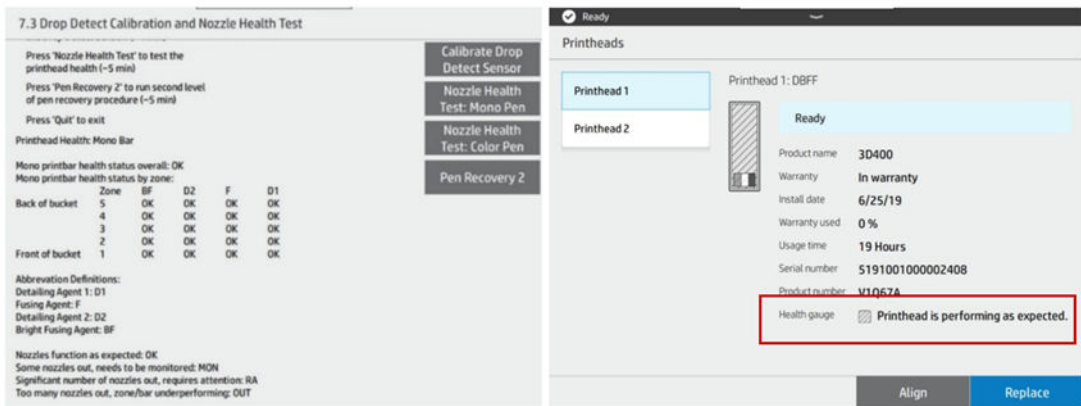 7.3 Drop Detect Calibration and Nozzle Health Test
Press 'Nozzle Health Test' to test the
printhead health (~5 min)
Press 'Pen Recovery 2' to run second level
of pen recovery procedure (~5 min)
Press 'Quit' to exit
Printhead Health: Mono Bar
Mono printbar health status overall: OK
Mono printbar health status by zone:
Zone BF D2 F D1
Back of bucket 5 OK OK OK OK
4 OK OK OK OK
3 OK OK OK OK
2 OK OK OK OK
Front of bucket 1 OK OK OK OK
Abbrevation Definitions:
Detailing Agent 1: D1
Fusing Agent: F
Detailing Agent 2: D2
Bright Fusing Agent: BF
Nozzles function as expected: OK
Some nozzles out, needs to be monitored: MON
Significant number of nozzles out, requires attention: RA
Too many nozzles out, zone/bar underperforming: OUT
Calibrate Drop
Detect Sensor
Nozzle Health
Test: Mono Pen
Nozzle Health
Test: Color Pen
Pen Recovery 2
Ready
Printheads
Printhead 1
Printhead 2
Printhead 1: DBFF
Ready
Product name 3D400
Warranty In warranty
Install date 6/25/19
Warranty used 0 %
Usage time 19 Hours
Serial number 5191001000002408
Product number V1Q67A
Health gauge Printhead is performing as expected.
Align
Replace